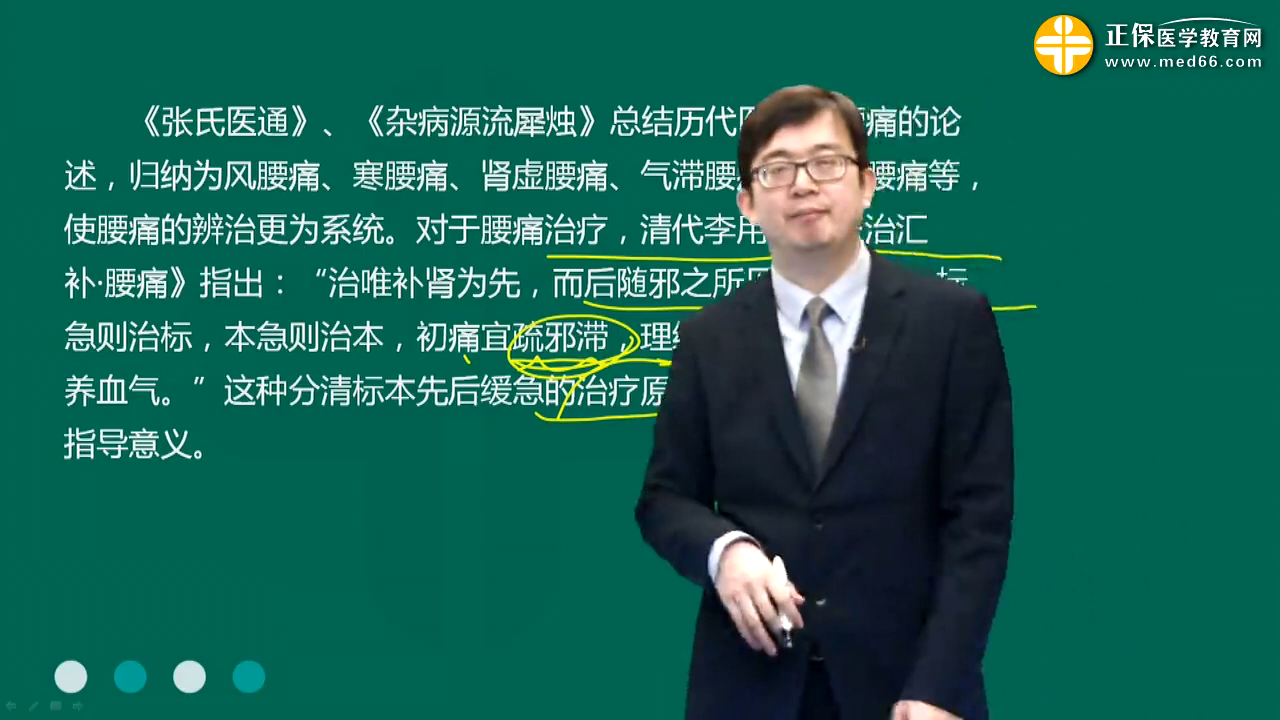 正保医学教育网
www.med66.com
《张氏医通》、《杂病源流犀烛》总结历代 痛的论
述，归纳为风腰痛、寒腰痛、肾虚腰痛、气滞腰 腰痛等，
使腰痛的辨治更为系统。对于腰痛治疗，清代李用 治汇
补·腰痛》指出：“治唯补肾为先，而后随邪之所 标
急则治标，本急则治本，初痛宜疏邪滞，理
养血气。”这种分清标本先后缓急的治疗原
指导意义。